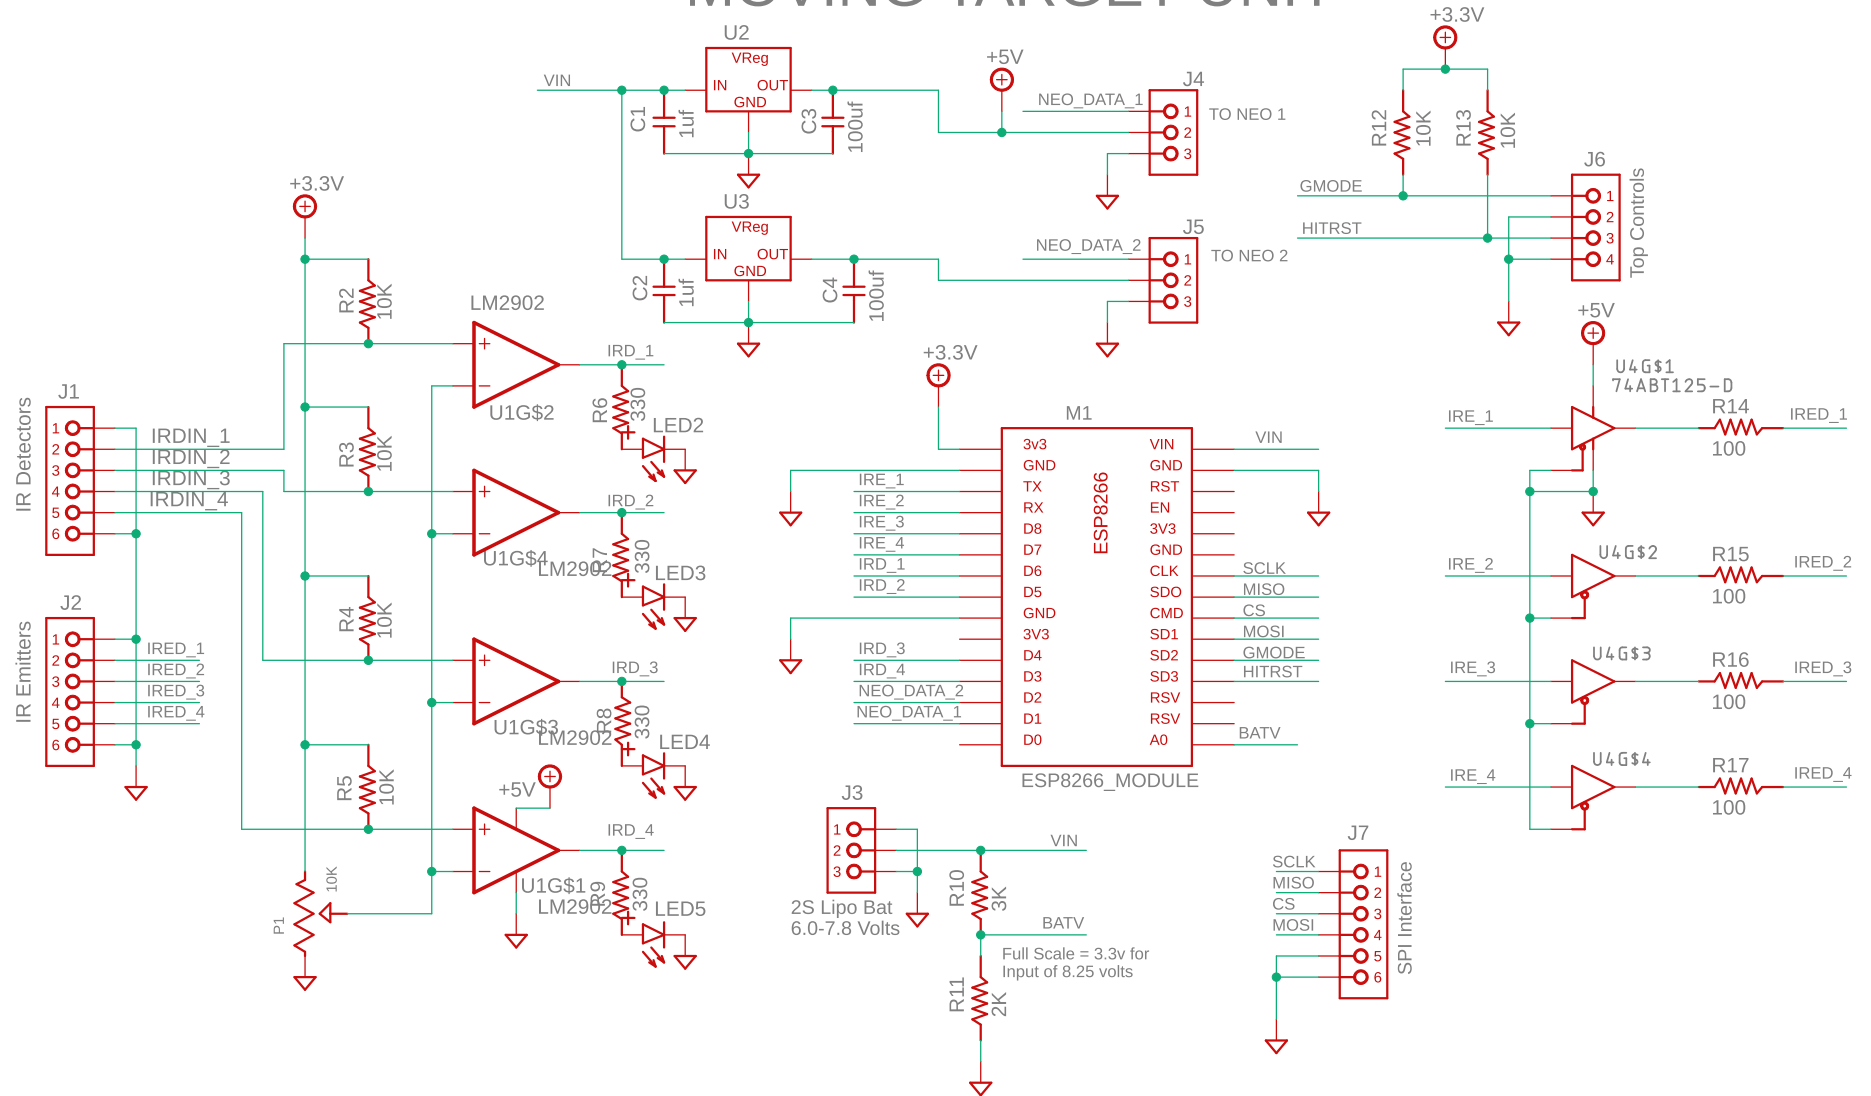 MOVING TARGET UNIT
U2
VReg
IN
OUT
GND
VIN
C1
1uf
C3
100uf
+5V
J4
NEO_DATA_1
1
2
3
TO NEO 1
U3
VReg
IN
OUT
GND
C2
1uf
C4
100uf
J5
NEO_DATA_2
1
2
3
TO NEO 2
+3.3V
R12
10K
R13
10K
J6
GMODE
HITRST
1
2
3
4
Top Controls
+3.3V
R2
10K
R3
10K
R4
10K
R5
10K
P1
10K
J1
IR Detectors
1
2
3
4
5
6
IRDIN_1
IRDIN_2
IRDIN_3
IRDIN_4
J2
IR Emitters
1
2
3
4
5
6
IRED_1
IRED_2
IRED_3
IRED_4
LM2902
+
−
U1G$2
IRD_1
R6
330
+
LED2
+
−
U1G$4
LM2902
IRD_2
R7
330
+
LED3
+
−
U1G$3
LM2902
IRD_3
R8
330
+
LED4
+5V
+
−
U1G$1
LM2902
IRD_4
R9
330
+
LED5
+3.3V
M1
ESP8266
3v3
GND
TX
RX
D8
D7
D6
D5
GND
3V3
D4
D3
D2
D1
D0
VIN
GND
RST
EN
3V3
GND
CLK
SDO
CMD
SD1
SD2
SD3
RSV
RSV
A0
IRE_1
IRE_2
IRE_3
IRE_4
IRD_1
IRD_2
IRD_3
IRD_4
NEO_DATA_2
NEO_DATA_1
VIN
SCLK
MISO
CS
MOSI
GMODE
HITRST
BATV
ESP8266_MODULE
J3
1
2
3
2S Lipo Bat
6.0-7.8 Volts
VIN
R10
3K
BATV
Full Scale = 3.3v for
Input of 8.25 volts
R11
2K
+5V
U4G$1
74ABT125-D
IRE_1
R14
100
IRED_1
IRE_2
U4G$2
R15
100
IRED_2
IRE_3
U4G$3
R16
100
IRED_3
IRE_4
U4G$4
R17
100
IRED_4
J7
SCLK
MISO
CS
MOSI
1
2
3
4
5
6
SPI Interface